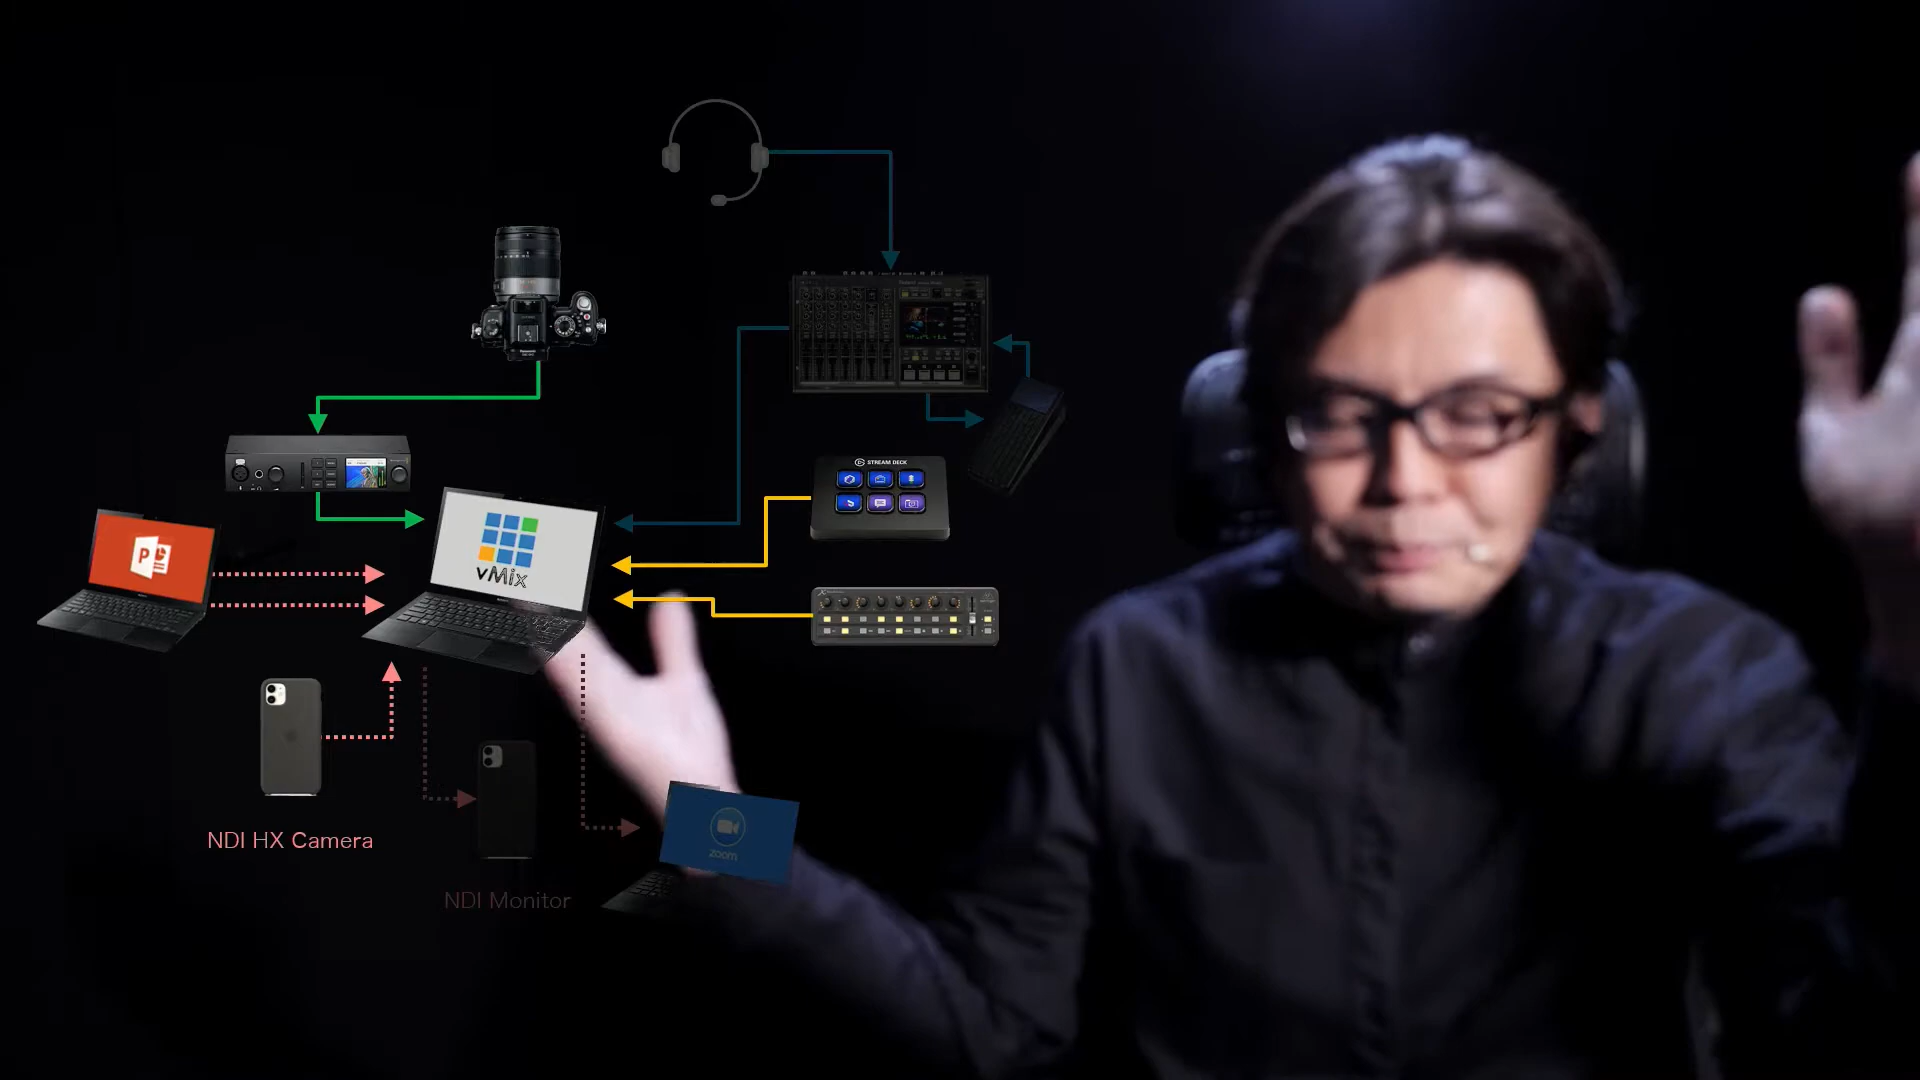 STREAM DECK
P
vMix
zoom
NDI HX Camera
NDI Monitor